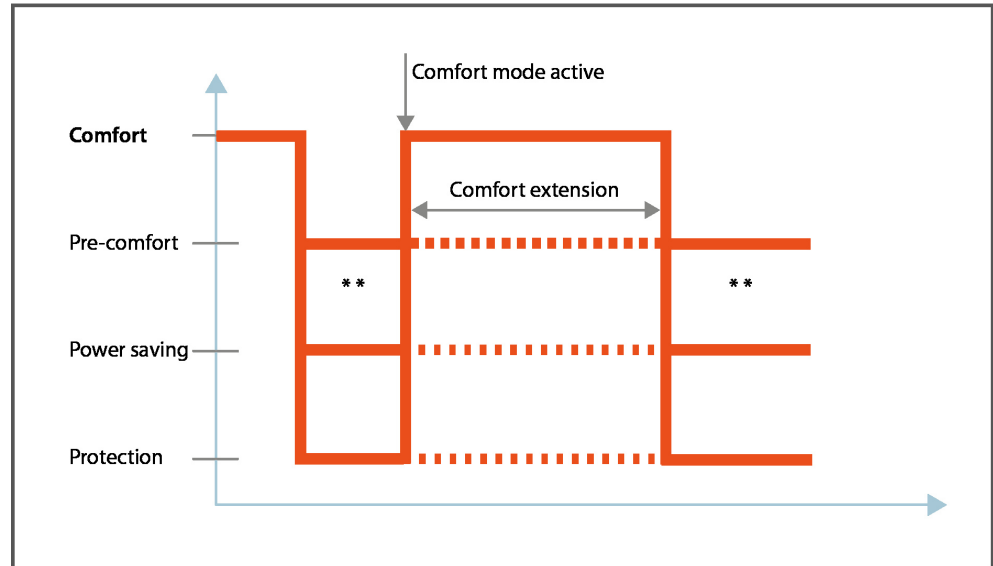 Comfort mode active
Comfort
Comfort extension
Pre-comfort
** **
Power saving
Protection